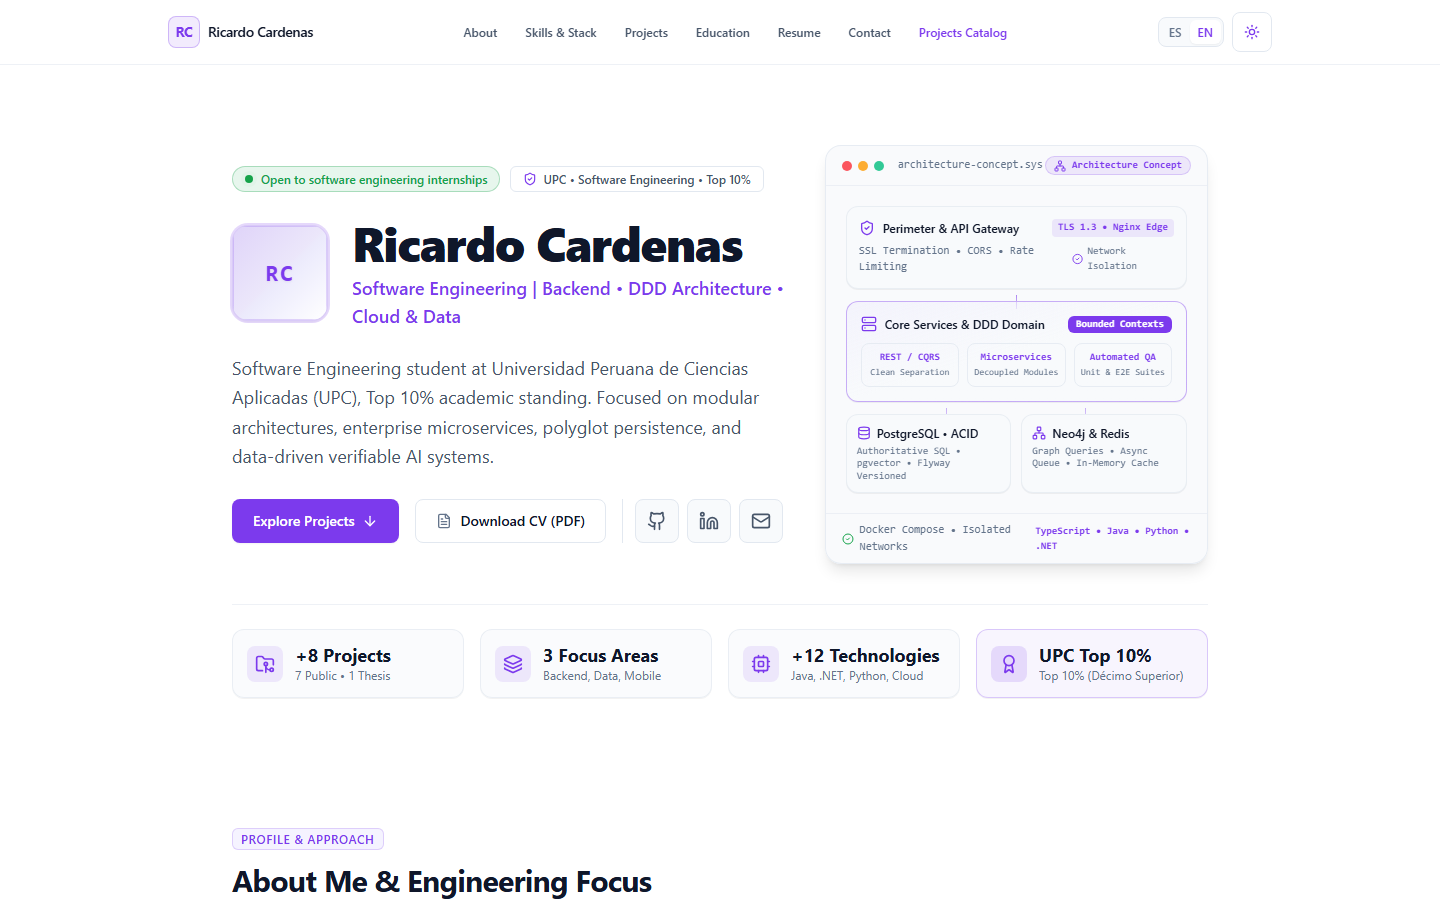 RC Ricardo Cardenas
About Skills & Stack Projects Education Resume Contact Projects Catalog
ES EN
Open to software engineering internships
UPC • Software Engineering • Top 10%
RC
Ricardo Cardenas
Software Engineering | Backend • DDD Architecture •
Cloud & Data
Software Engineering student at Universidad Peruana de Ciencias
Aplicadas (UPC), Top 10% academic standing. Focused on modular
architectures, enterprise microservices, polyglot persistence, and
data-driven verifiable AI systems.
Explore Projects
Download CV (PDF)
architecture-concept.sys
Architecture Concept
Perimeter & API Gateway
TLS 1.3 • Nginx Edge
SSL Termination • CORS • Rate
Limiting
Network
Isolation
Core Services & DDD Domain
Bounded Contexts
REST / CQRS
Clean Separation
Microservices
Decoupled Modules
Automated QA
Unit & E2E Suites
PostgreSQL • ACID
Authoritative SQL •
pgvector • Flyway
Versioned
Neo4j & Redis
Graph Queries • Async
Queue • In-Memory Cache
Docker Compose • Isolated
Networks
TypeScript • Java • Python •
.NET
+8 Projects
7 Public • 1 Thesis
3 Focus Areas
Backend, Data, Mobile
+12 Technologies
Java, .NET, Python, Cloud
UPC Top 10%
Top 10% (Décimo Superior)
PROFILE & APPROACH
About Me & Engineering Focus